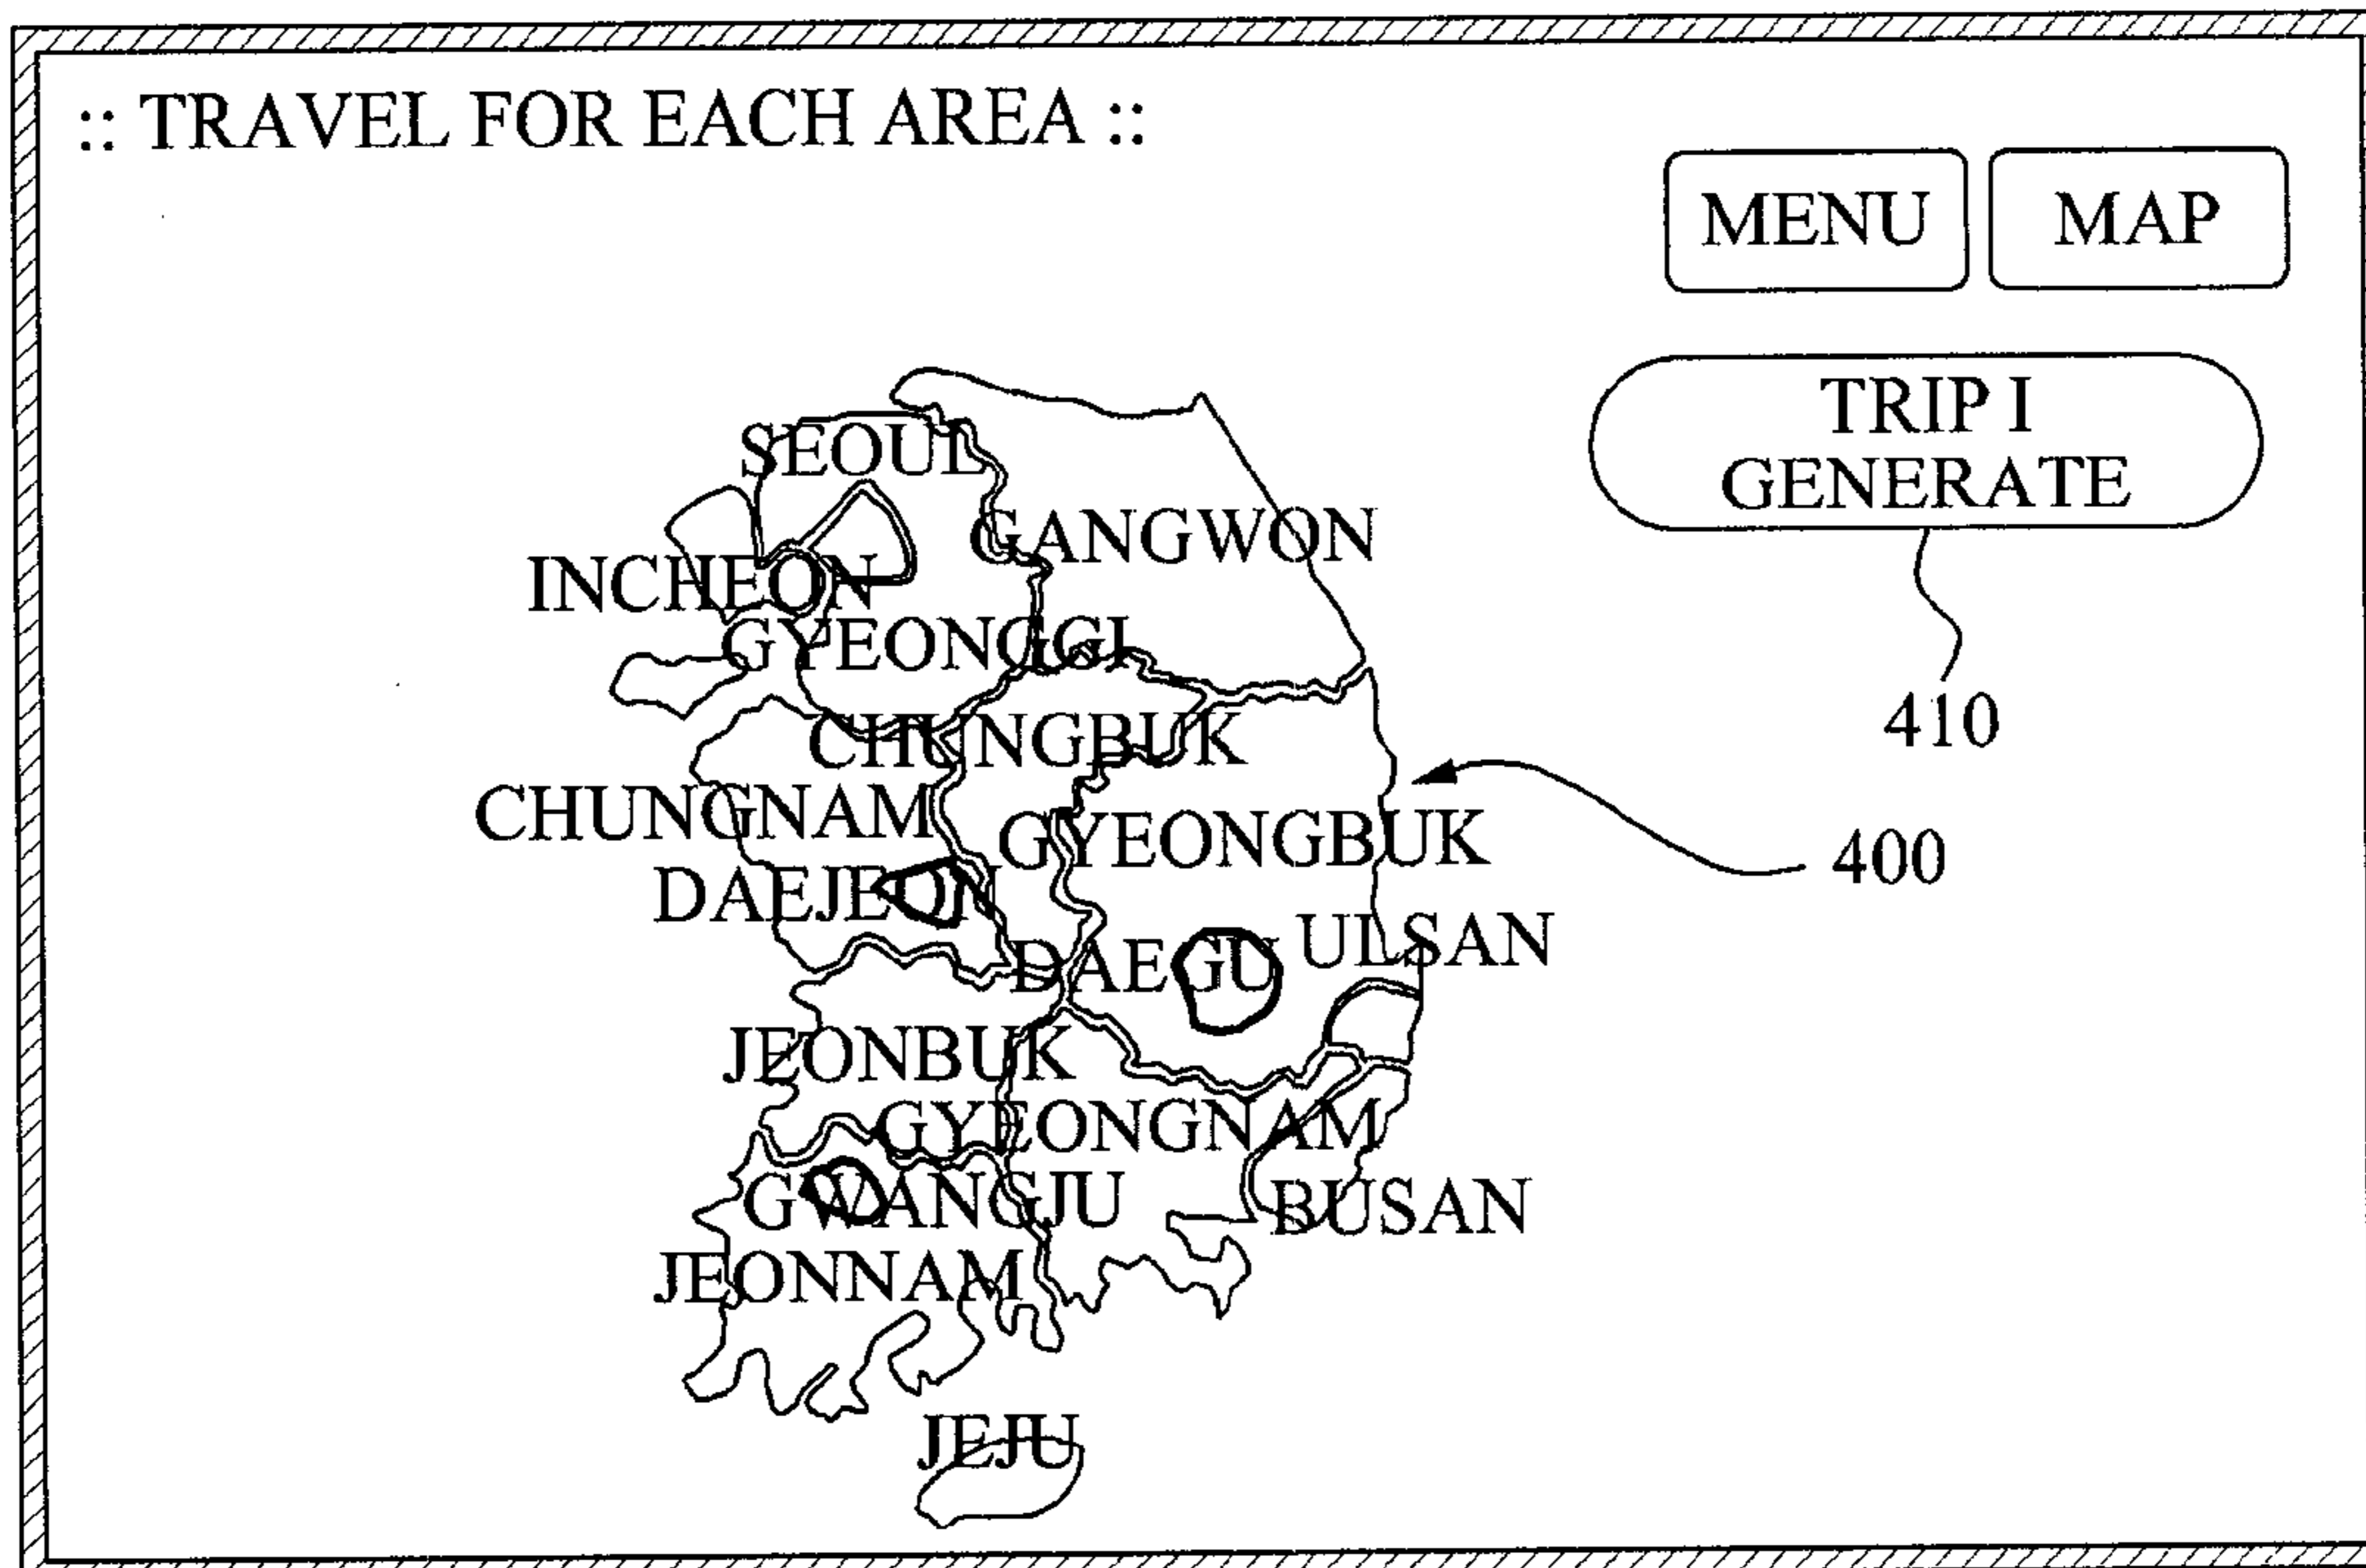 :: TRAVEL FOR EACH AREA ::
MENU
MAP
TRIP I
GENERATE
SEOUL
GANGWON
INCHEON
GYEONGGI
410
CHUNGBUK
CHUNGNAM
GYEONGBUK
400
DAEJEON
ULSAN
DAEGU
JEONBUK
GYEONGNAM
GWANGJU
BUSAN
JEONNAM
JEJU